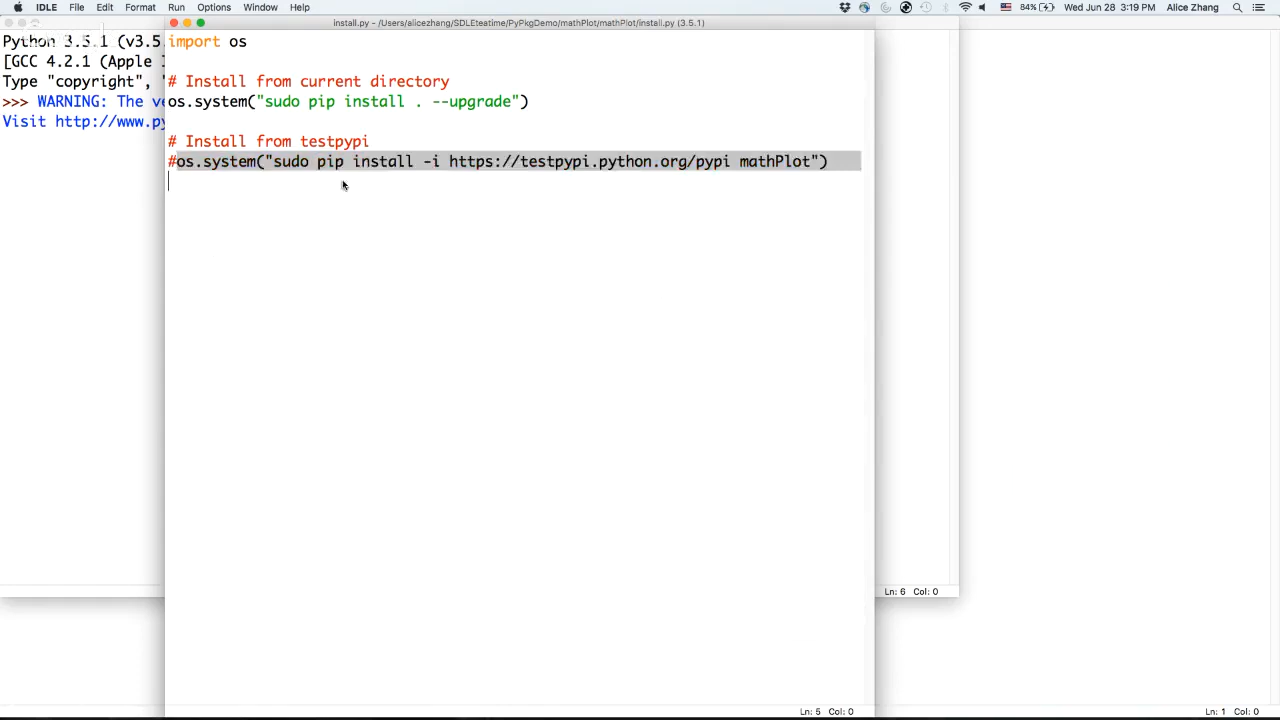 IDLE File Edit Format Run Options Window Help 84% Wed Jun 28 3:19 PM Alice Zhang
install.py - /Users/alicezhang/SDLEteatime/PyPkgDemo/mathPlot/mathPlot/install.py (3.5.1)
Python 3.5.1 (v3.5.
[GCC 4.2.1 (Apple
Type "copyright",
>>> WARNING: The ve
Visit http://www.py
import os
# Install from current directory
os.system("sudo pip install . --upgrade")
# Install from testpypi
#os.system("sudo pip install -i https://testpypi.python.org/pypi mathPlot")
Ln: 6 Col: 0
Ln: 5 Col: 0
Ln: 1 Col: 0